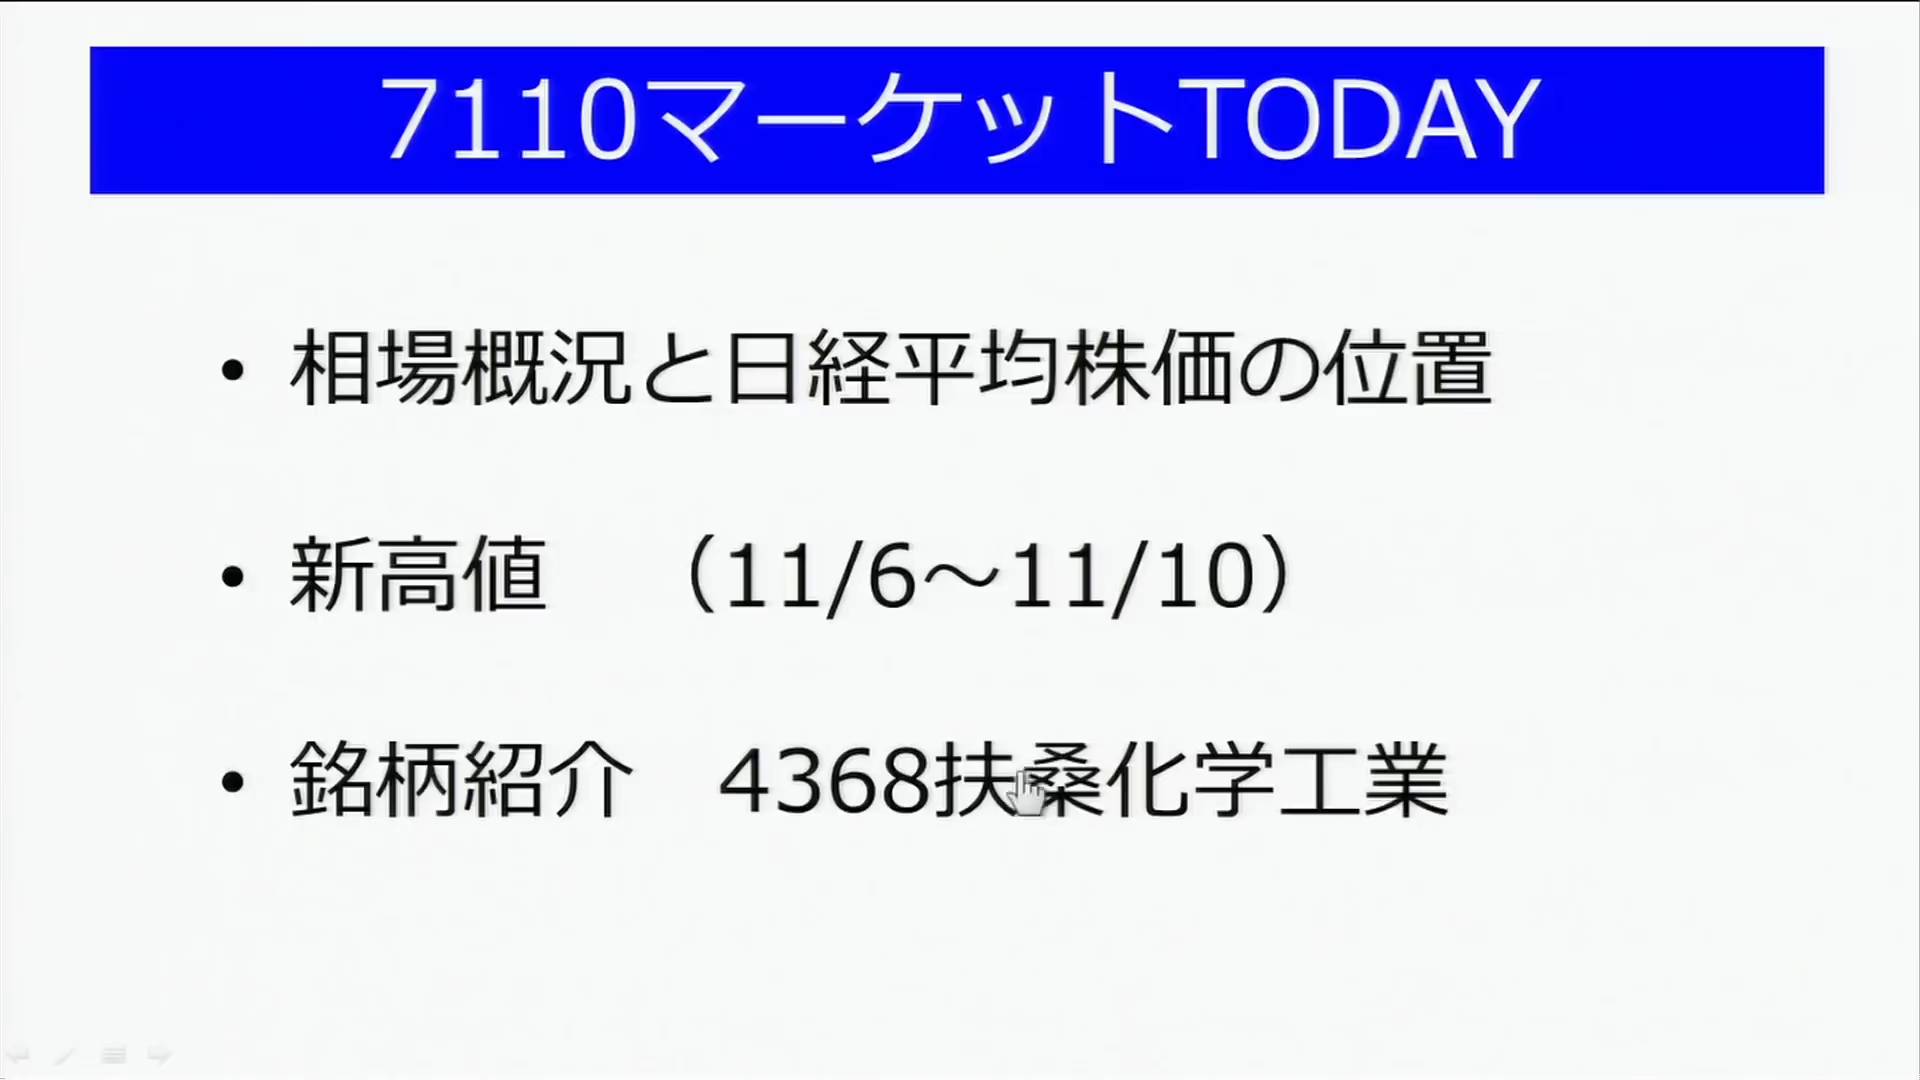 7110マーケットTODAY
• 相場概況と日経平均株価の位置
• 新高値　（11/6～11/10）
• 銘柄紹介　4368扶桑化学工業